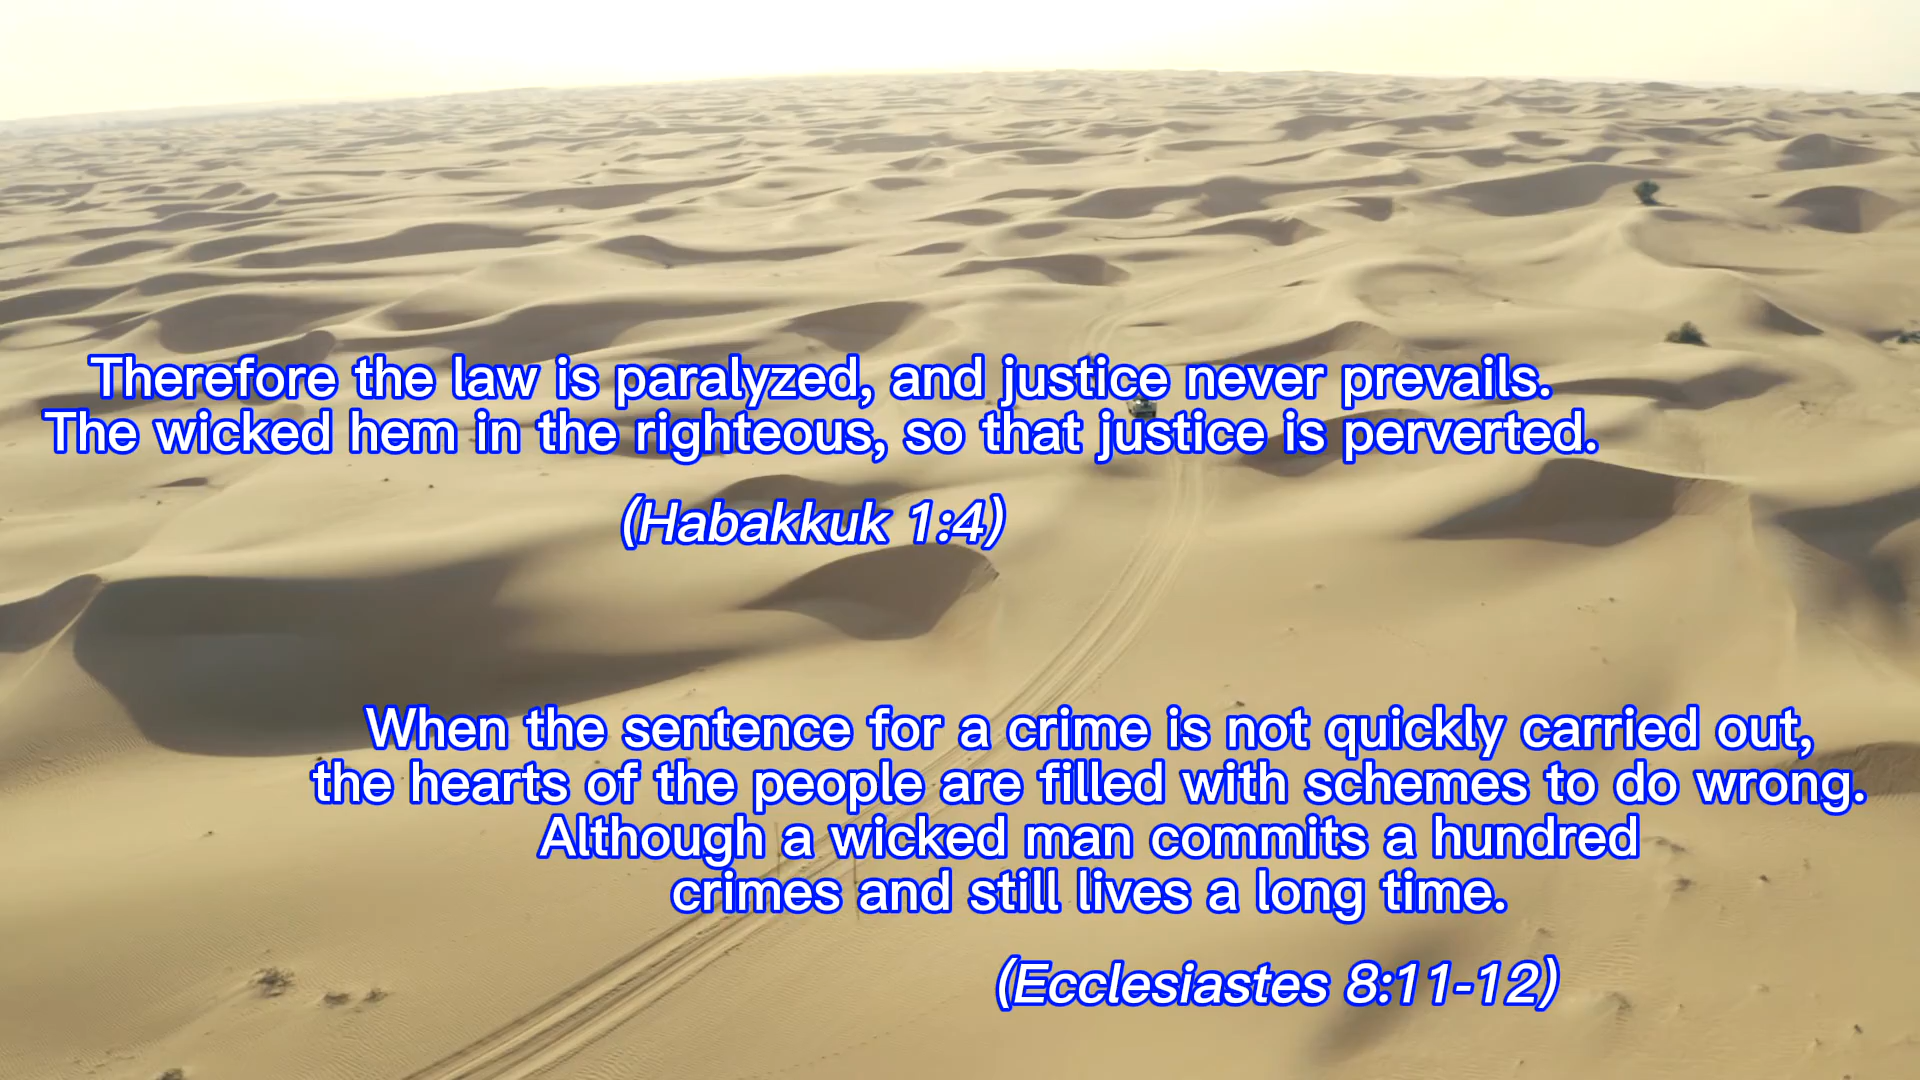 Therefore the law is paralyzed, and justice never prevails.
The wicked hem in the righteous, so that justice is perverted.
(Habakkuk 1:4)
When the sentence for a crime is not quickly carried out,
the hearts of the people are filled with schemes to do wrong.
Although a wicked man commits a hundred
crimes and still lives a long time.
(Ecclesiastes 8:11-12)